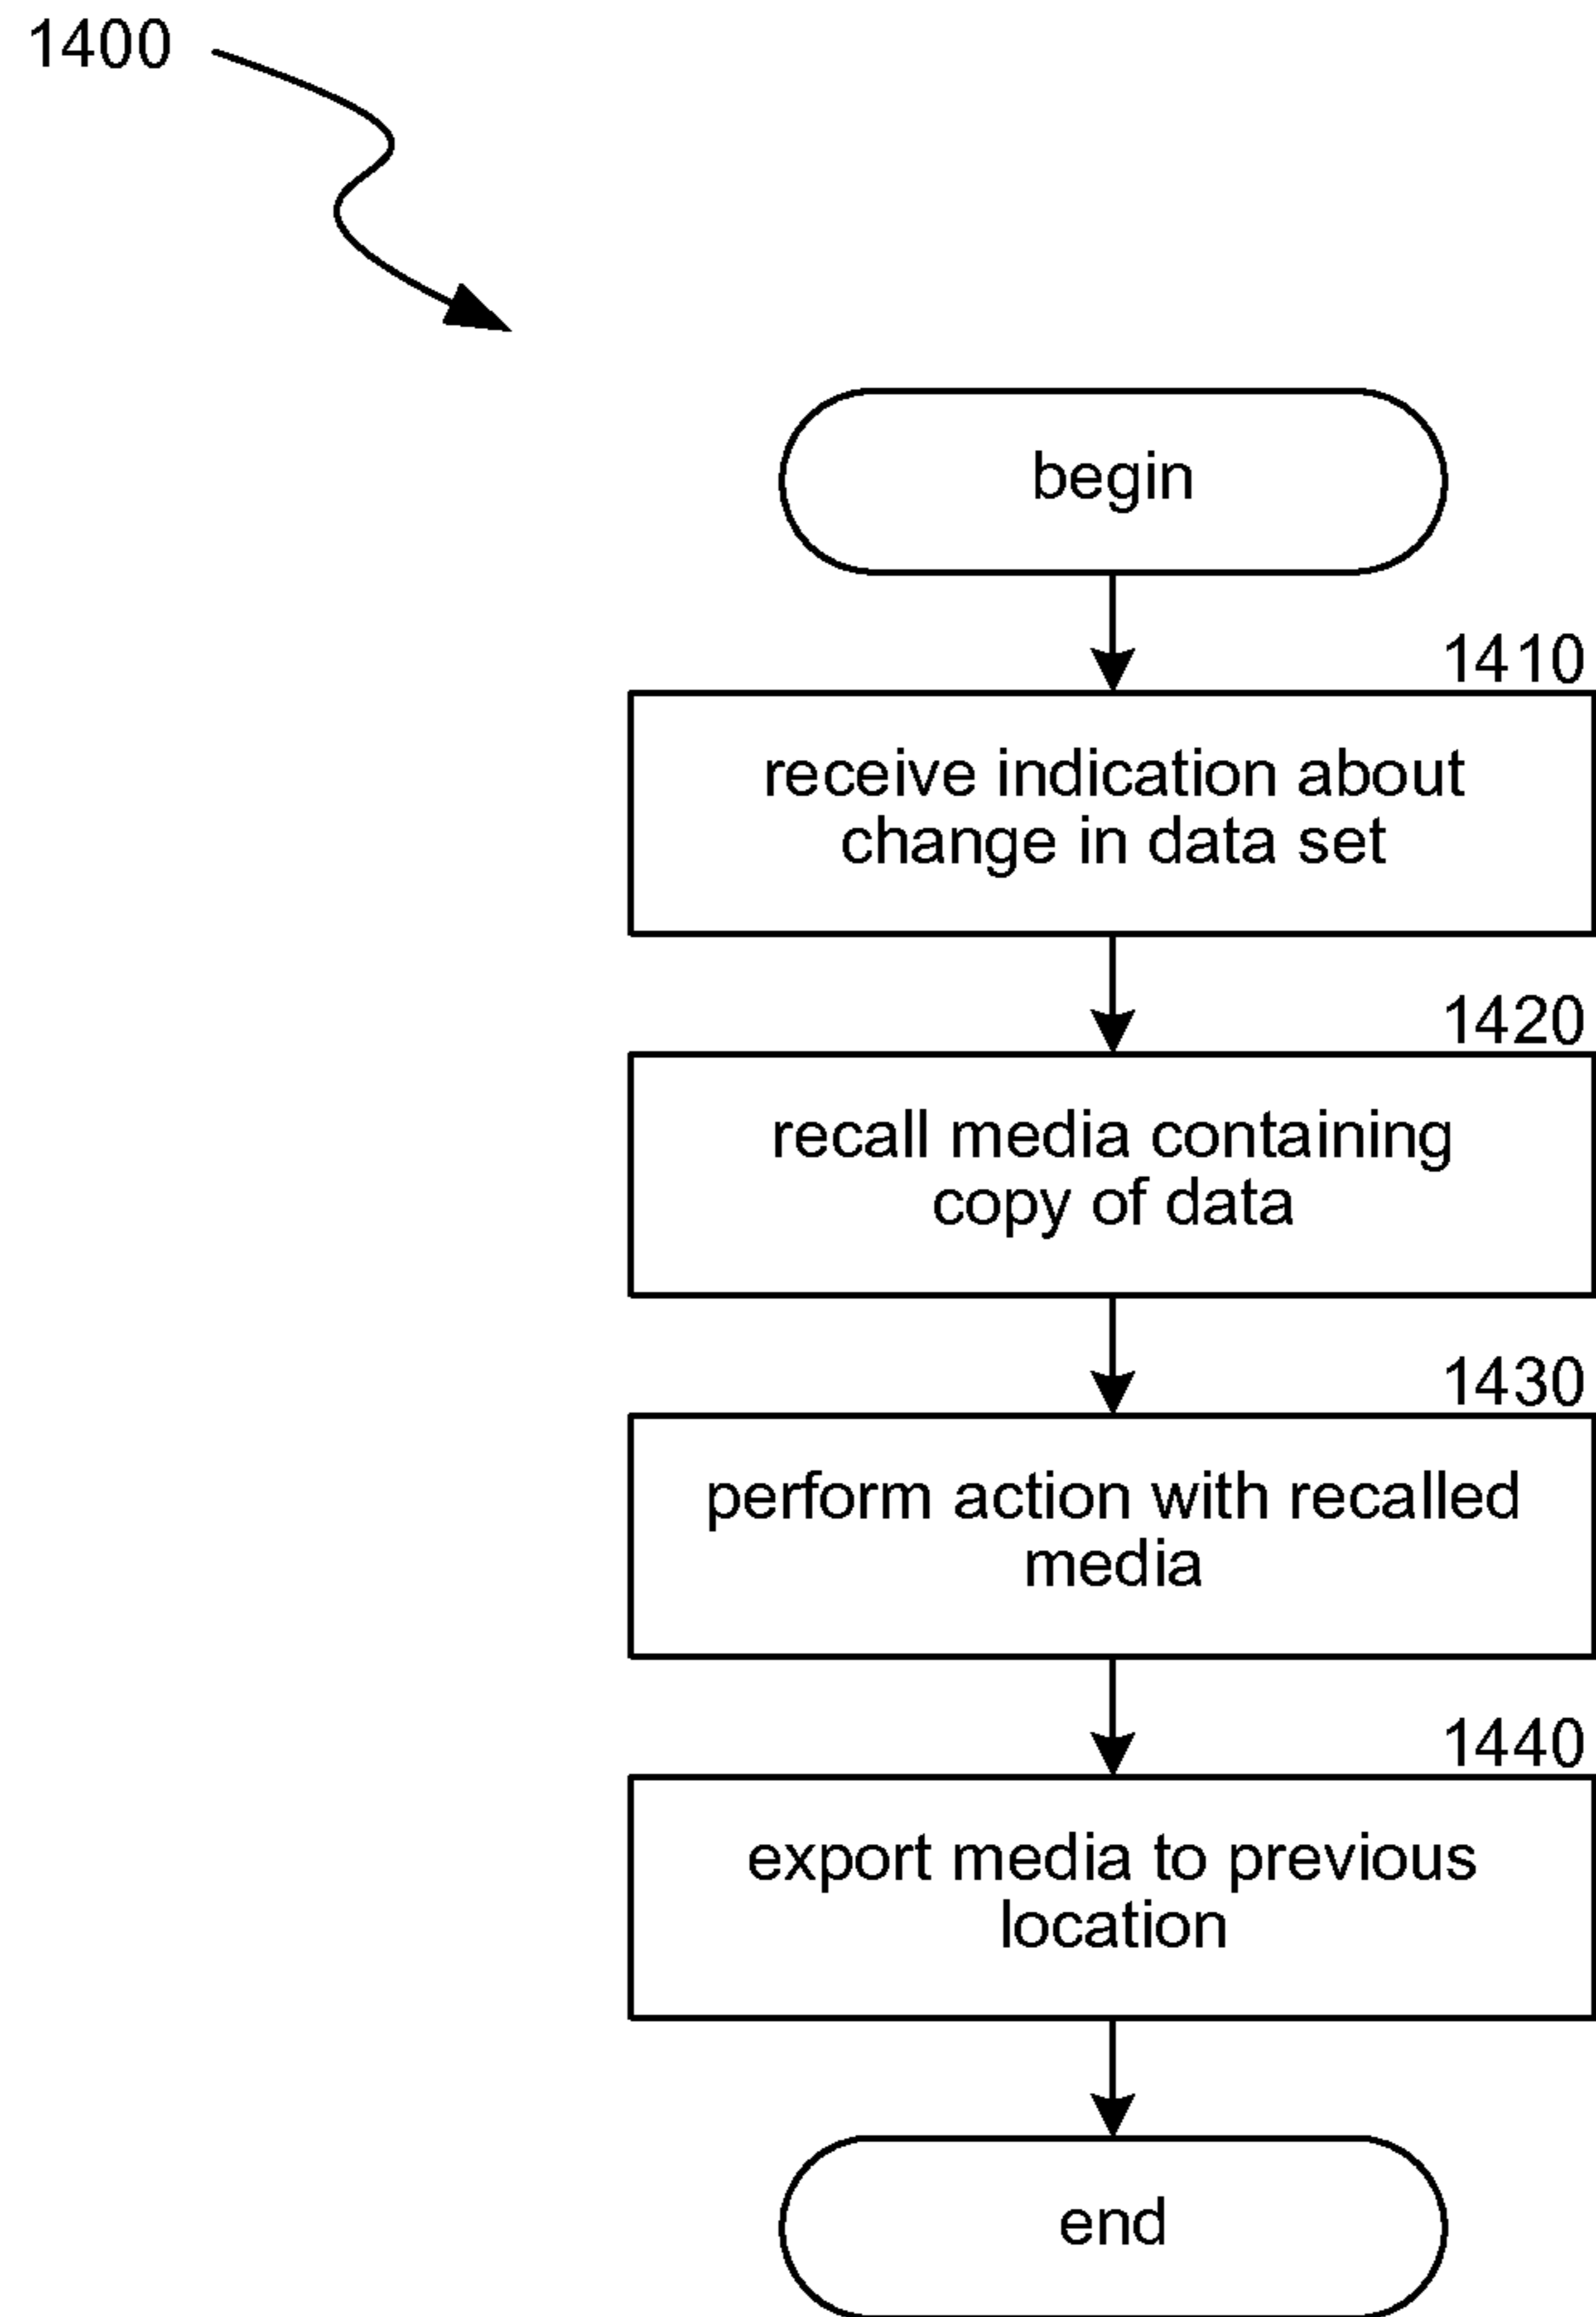 1400
begin
1410
receive indication about
change in data set
1420
recall media containing
copy of data
1430
perform action with recalled
media
1440
export media to previous
location
end